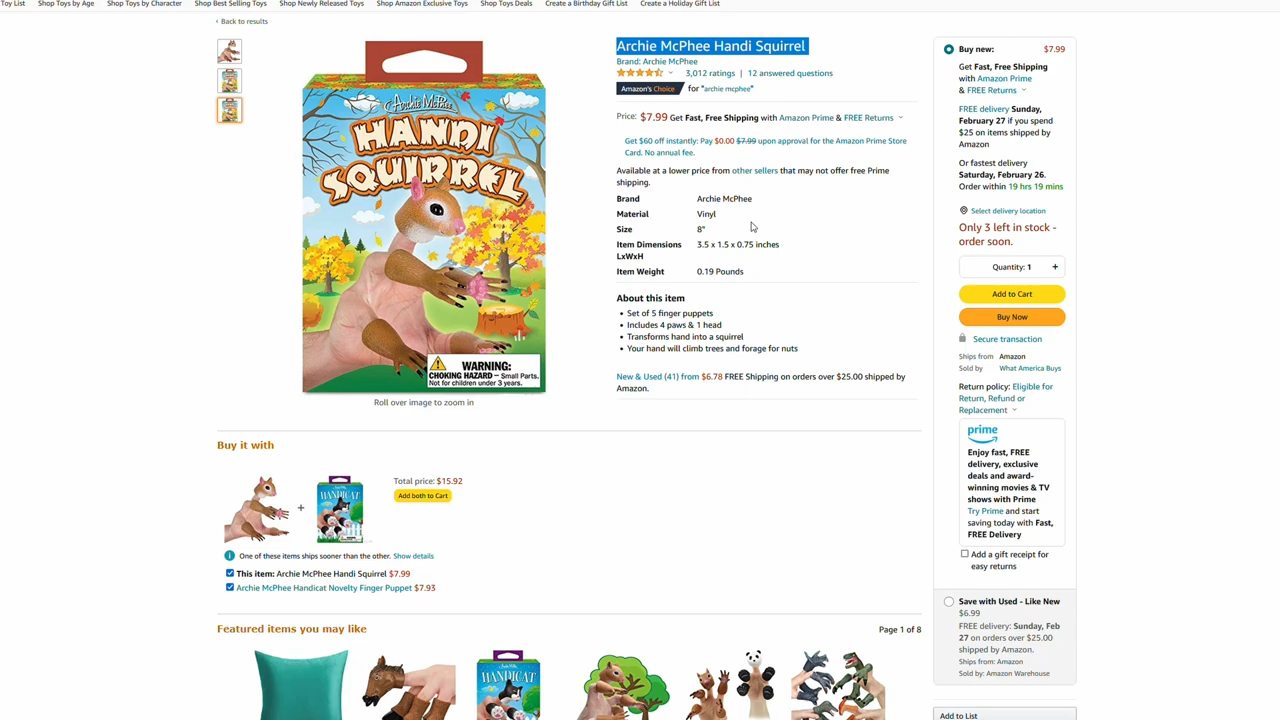 Toy List Shop Toys by Age Shop Toys by Character Shop Best Selling Toys Shop Newly Released Toys Shop Amazon Exclusive Toys Shop Toys Deals Create a Birthday Gift List Create a Holiday Gift List
‹ Back to results
Archie McPhee
HANDI
SQUIRREL
WARNING:
CHOKING HAZARD — Small Parts.
Not for children under 3 years.
Roll over image to zoom in
Archie McPhee Handi Squirrel
Brand: Archie McPhee
3,012 ratings | 12 answered questions
Amazon's Choice for "archie mcphee"
Price: $7.99 Get Fast, Free Shipping with Amazon Prime & FREE Returns
Get $60 off instantly: Pay $0.00 $7.99 upon approval for the Amazon Prime Store
Card. No annual fee.
Available at a lower price from other sellers that may not offer free Prime
shipping.
Brand Archie McPhee
Material Vinyl
Size 8"
Item Dimensions 3.5 x 1.5 x 0.75 inches
LxWxH
Item Weight 0.19 Pounds
About this item
• Set of 5 finger puppets
• Includes 4 paws & 1 head
• Transforms hand into a squirrel
• Your hand will climb trees and forage for nuts
New & Used (41) from $6.78 FREE Shipping on orders over $25.00 shipped by
Amazon.
Buy new: $7.99
Get Fast, Free Shipping
with Amazon Prime
& FREE Returns
FREE delivery Sunday,
February 27 if you spend
$25 on items shipped by
Amazon
Or fastest delivery
Saturday, February 26.
Order within 19 hrs 19 mins
Select delivery location
Only 3 left in stock -
order soon.
Quantity: 1 +
Add to Cart
Buy Now
Secure transaction
Ships from Amazon
Sold by What America Buys
Return policy: Eligible for
Return, Refund or
Replacement
prime
Enjoy fast, FREE
delivery, exclusive
deals and award-
winning movies & TV
shows with Prime
Try Prime and start
saving today with Fast,
FREE Delivery
Add a gift receipt for
easy returns
Save with Used - Like New
$6.99
FREE delivery: Sunday, Feb
27 on orders over $25.00
shipped by Amazon.
Ships from: Amazon
Sold by: Amazon Warehouse
Add to List
Buy it with
+
HANDICAT
Total price: $15.92
Add both to Cart
One of these items ships sooner than the other. Show details
This item: Archie McPhee Handi Squirrel $7.99
Archie McPhee Handicat Novelty Finger Puppet $7.93
Featured items you may like
Page 1 of 8
HANDICAT